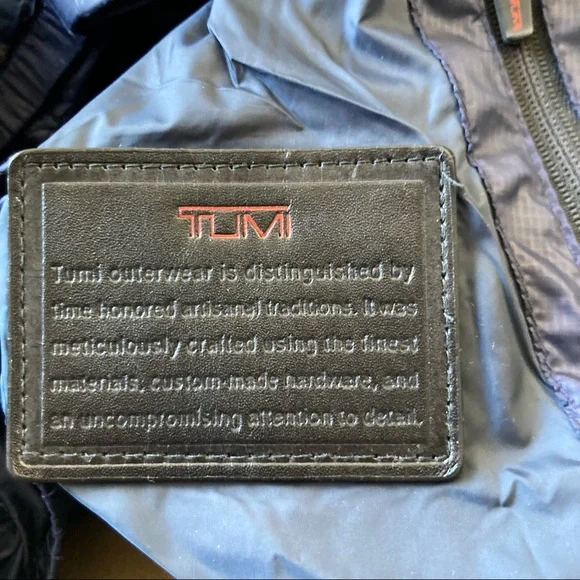 TUMI
Tumi outerwear is distinguished by
time honored artisanal traditions. It was
meticulously crafted using the finest
materials, custom-made hardware, and
an uncompromising attention to detail.